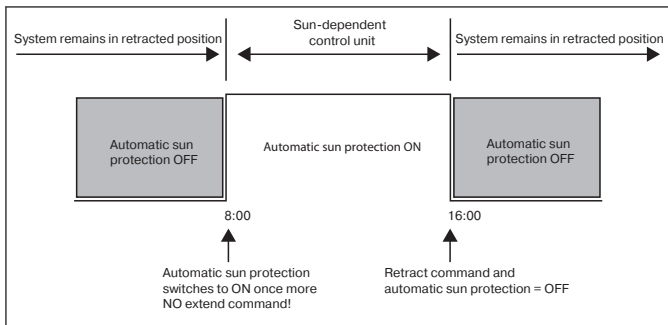 System remains in retracted position
Sun-dependent
control unit
System remains in retracted position
Automatic sun
protection OFF
Automatic sun protection ON
Automatic sun
protection OFF
8:00
16:00
Automatic sun protection
switches to ON once more
NO extend command!
Retract command and
automatic sun protection = OFF